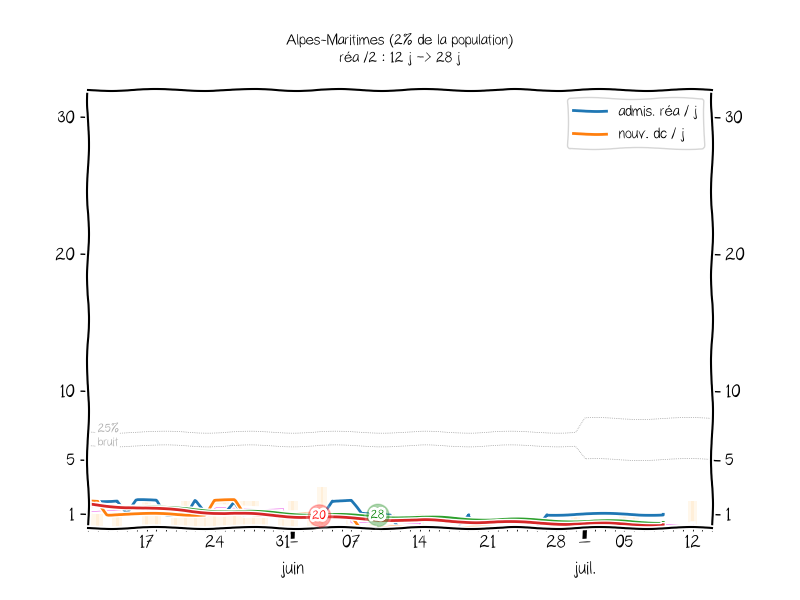 Alpes-Maritimes (2% de la population)
réa /2 : 12 j -> 28 j
admis. réa / j
nouv. dc / j
30 30
20 20
10 10
25%
bruit
5 5
1 20 28 1
17 24 31 07 14 21 28 05 12
juin juil.